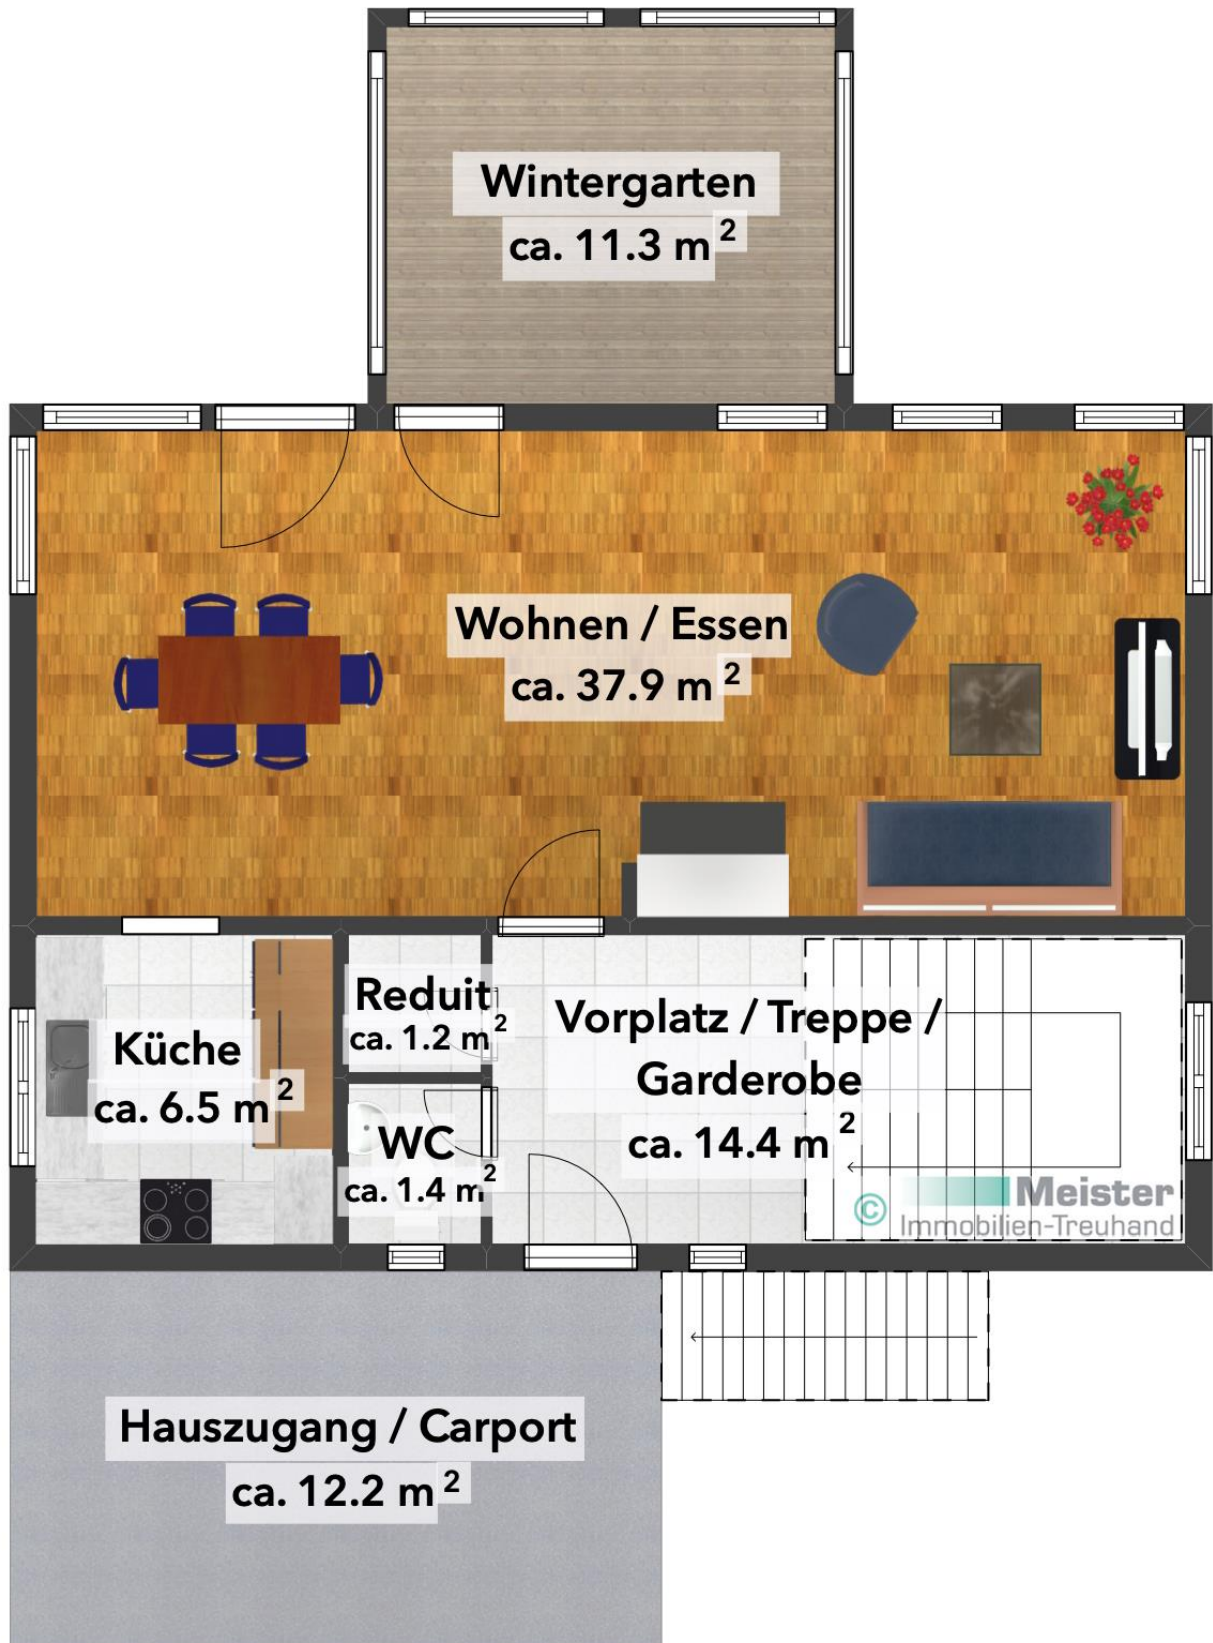 Wintergarten
ca. 11.3 m²
Wohnen / Essen
ca. 37.9 m²
Reduit
ca. 1.2 m²
Vorplatz / Treppe /
Garderobe
ca. 14.4 m²
Küche
ca. 6.5 m²
WC
ca. 1.4 m²
© Meister
Immobilien-Treuhand
Hauszugang / Carport
ca. 12.2 m²